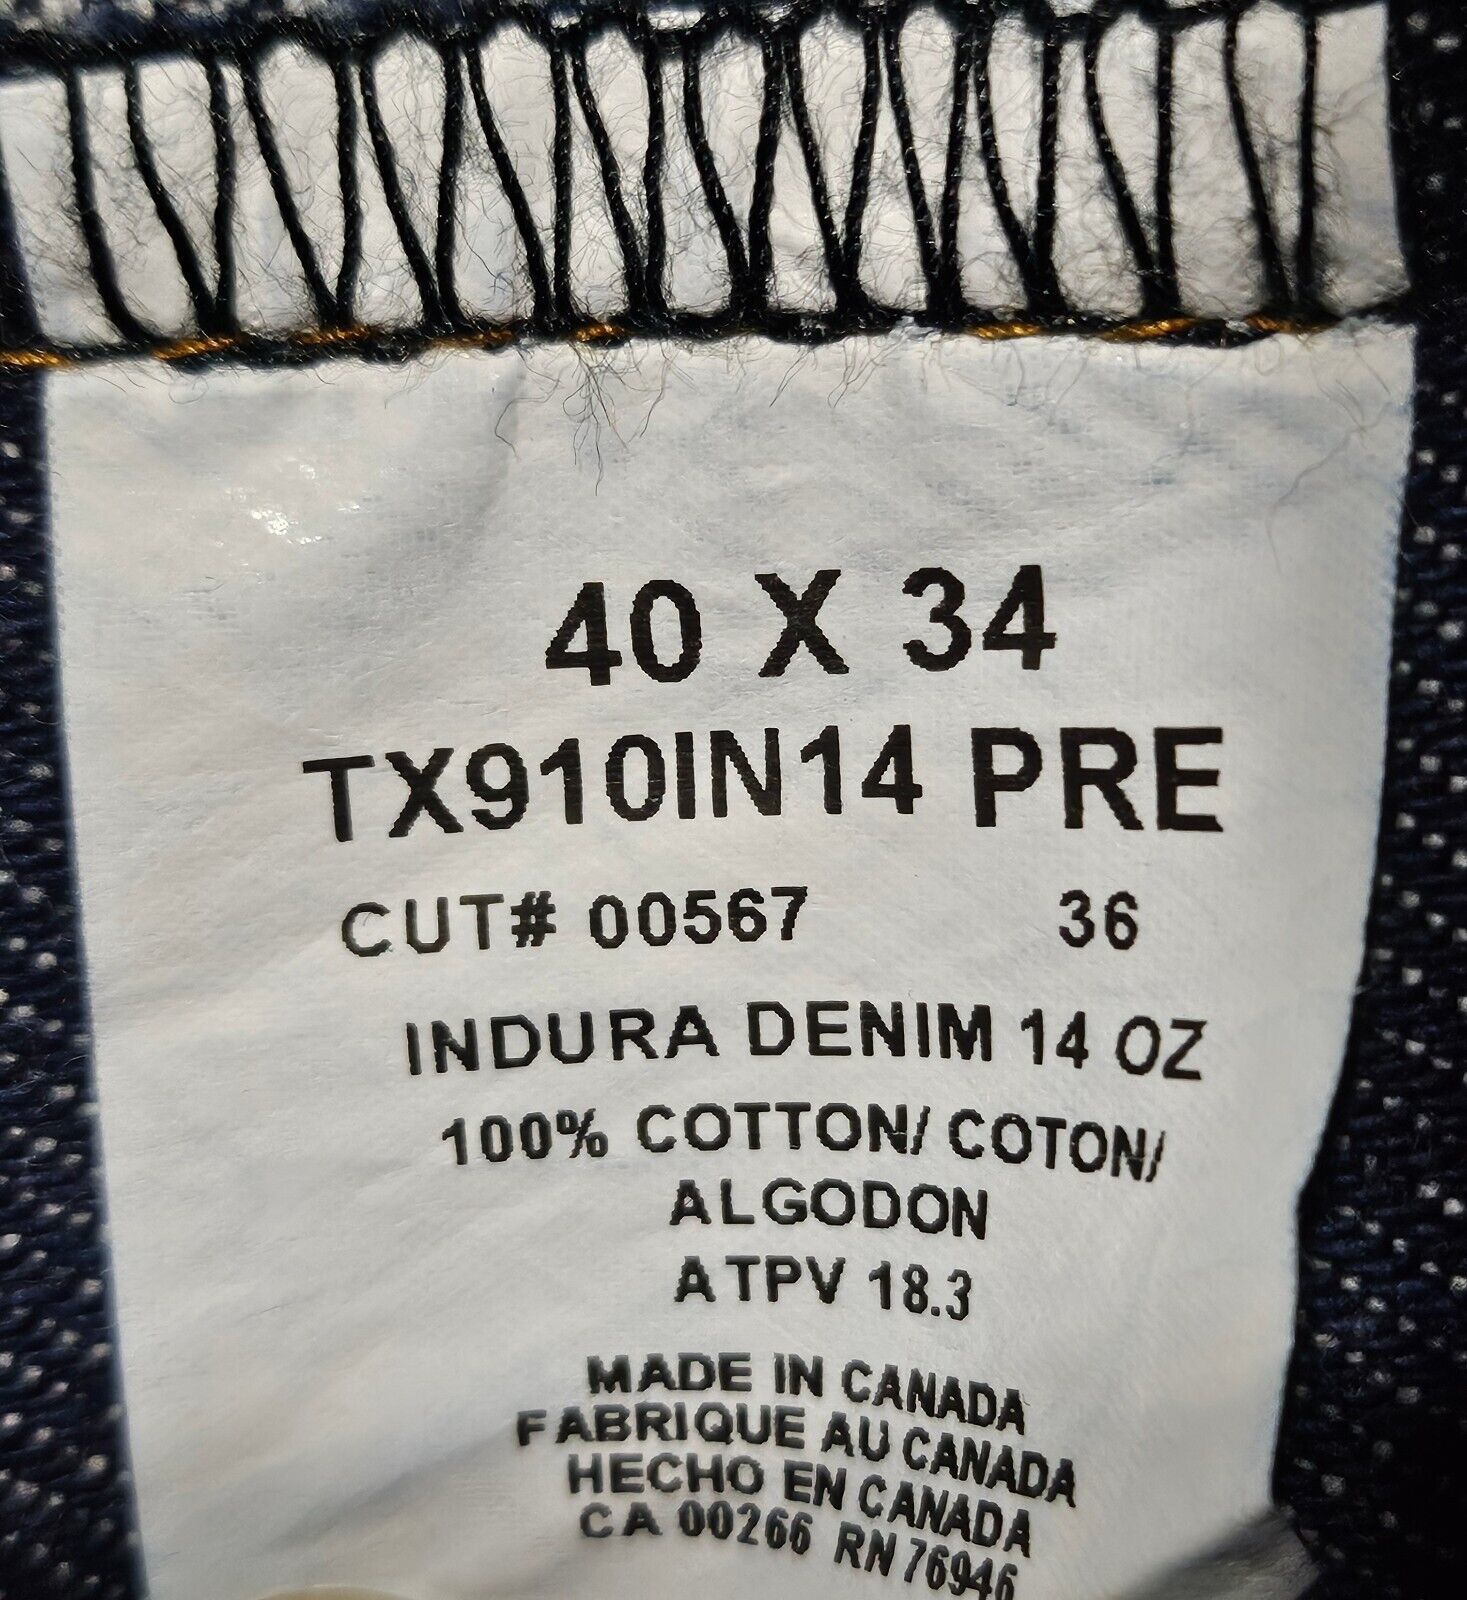 40 X 34
TX910IN14 PRE
CUT# 00567 36
INDURA DENIM 14 OZ
100% COTTON/ COTON/
ALGODON
ATPV 18.3
MADE IN CANADA
FABRIQUE AU CANADA
HECHO EN CANADA
CA 00266 RN 76946